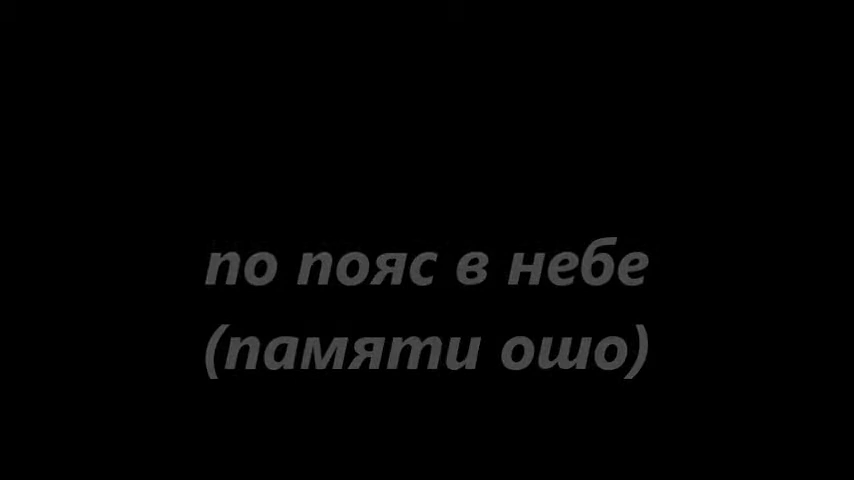 по пояс в небе
(памяти ошо)